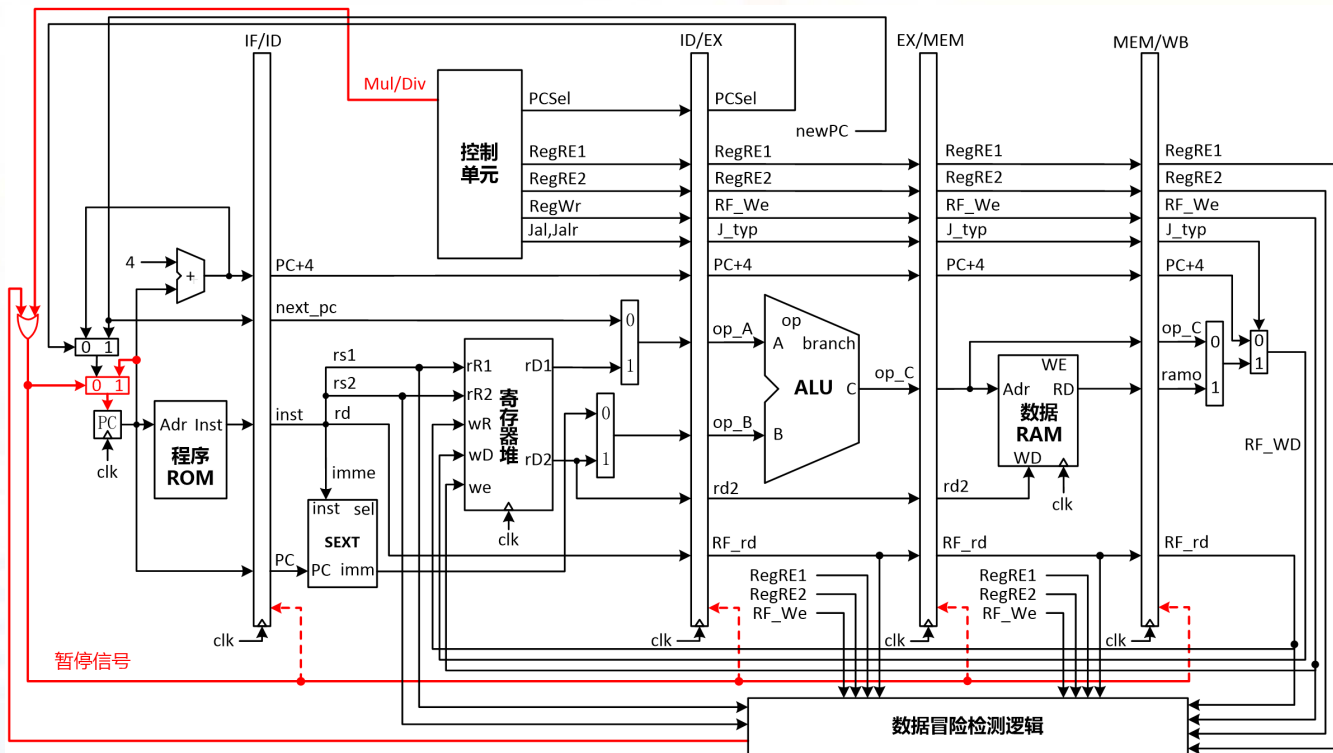 IF/ID
ID/EX
EX/MEM
MEM/WB
Mul/Div
控制
单元
PCSel
PCSel
newPC
RegRE1
RegRE1
RegRE1
RegRE1
RegRE2
RegRE2
RegRE2
RegRE2
RegWr
RF_We
RF_We
RF_We
Jal,Jalr
J_typ
J_typ
J_typ
4
+
PC+4
PC+4
PC+4
PC+4
next_pc
0
1
0 1
0 1
PC
clk
Adr Inst
程序
ROM
inst
rs1
rs2
rd
imme
rR1
rR2
wR
wD
we
rD1
rD2
寄存器堆
clk
0
1
inst sel
SEXT
PC imm
PC
op_A
op_B
op
A
branch
ALU
C
B
op_C
rd2
rd2
WE
Adr
RD
数据
RAM
WD
clk
op_C
ramo
0
1
0
1
RF_WD
RF_rd
RF_rd
RF_rd
RegRE1
RegRE2
RF_We
RegRE1
RegRE2
RF_We
clk
clk
clk
clk
暂停信号
数据冒险检测逻辑